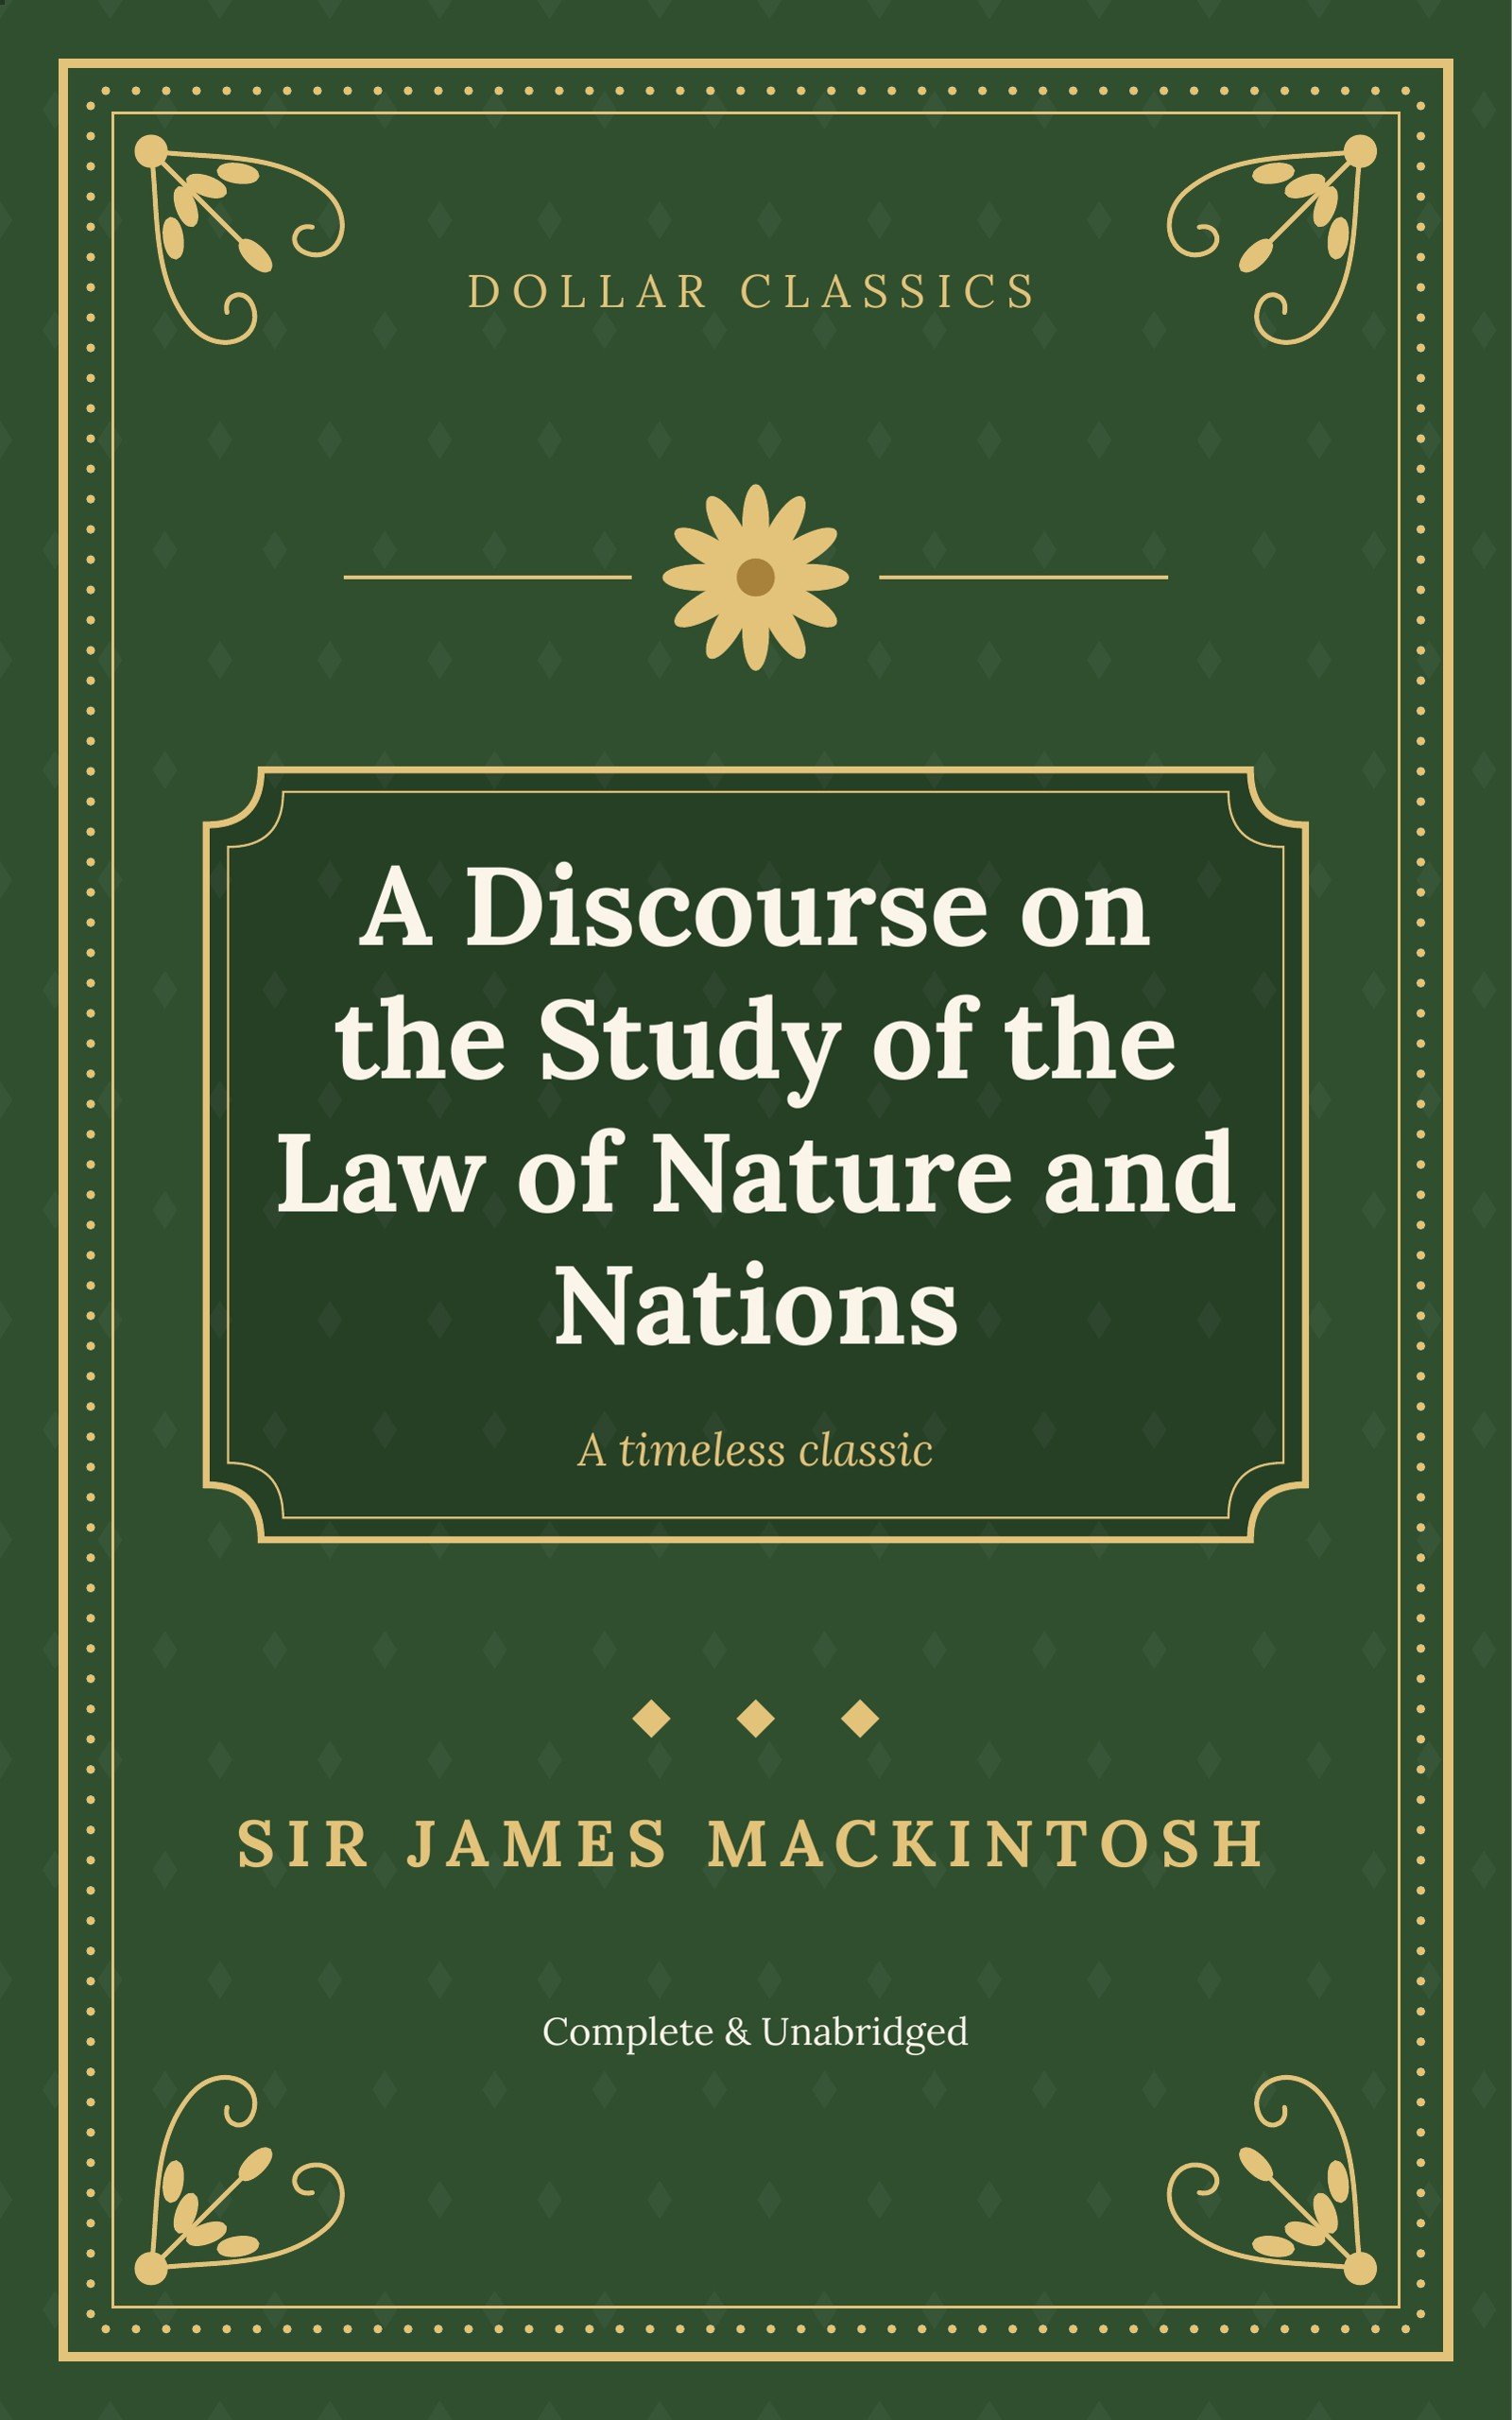 DOLLAR CLASSICS
A Discourse on
the Study of the
Law of Nature and
Nations
A timeless classic
SIR JAMES MACKINTOSH
Complete & Unabridged